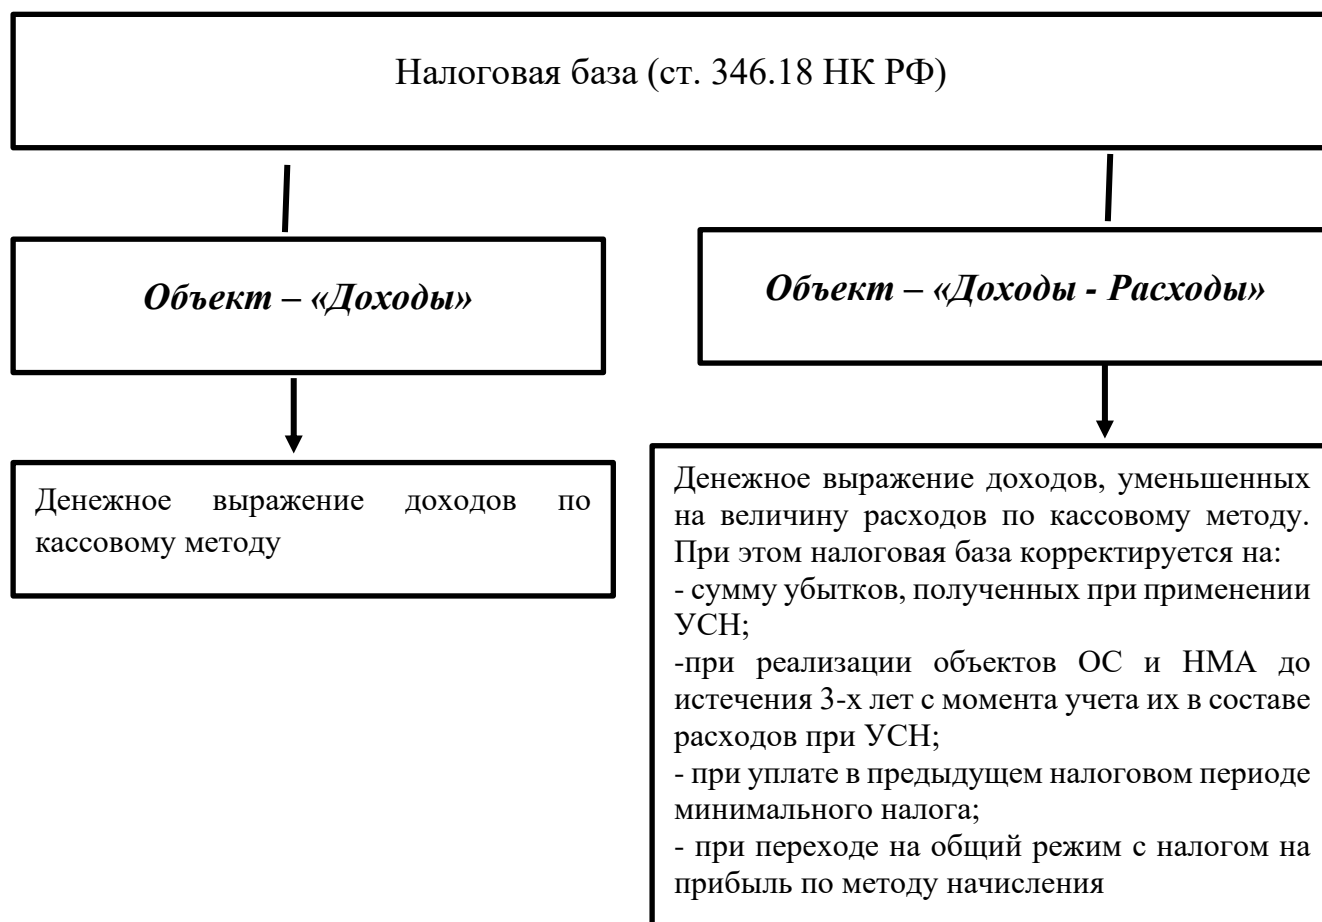 Налоговая база (ст. 346.18 НК РФ)
Объект – «Доходы»
Объект – «Доходы - Расходы»
Денежное выражение доходов по
кассовому методу
Денежное выражение доходов, уменьшенных
на величину расходов по кассовому методу.
При этом налоговая база корректируется на:
- сумму убытков, полученных при применении
УСН;
-при реализации объектов ОС и НМА до
истечения 3-х лет с момента учета их в составе
расходов при УСН;
- при уплате в предыдущем налоговом периоде
минимального налога;
- при переходе на общий режим с налогом на
прибыль по методу начисления